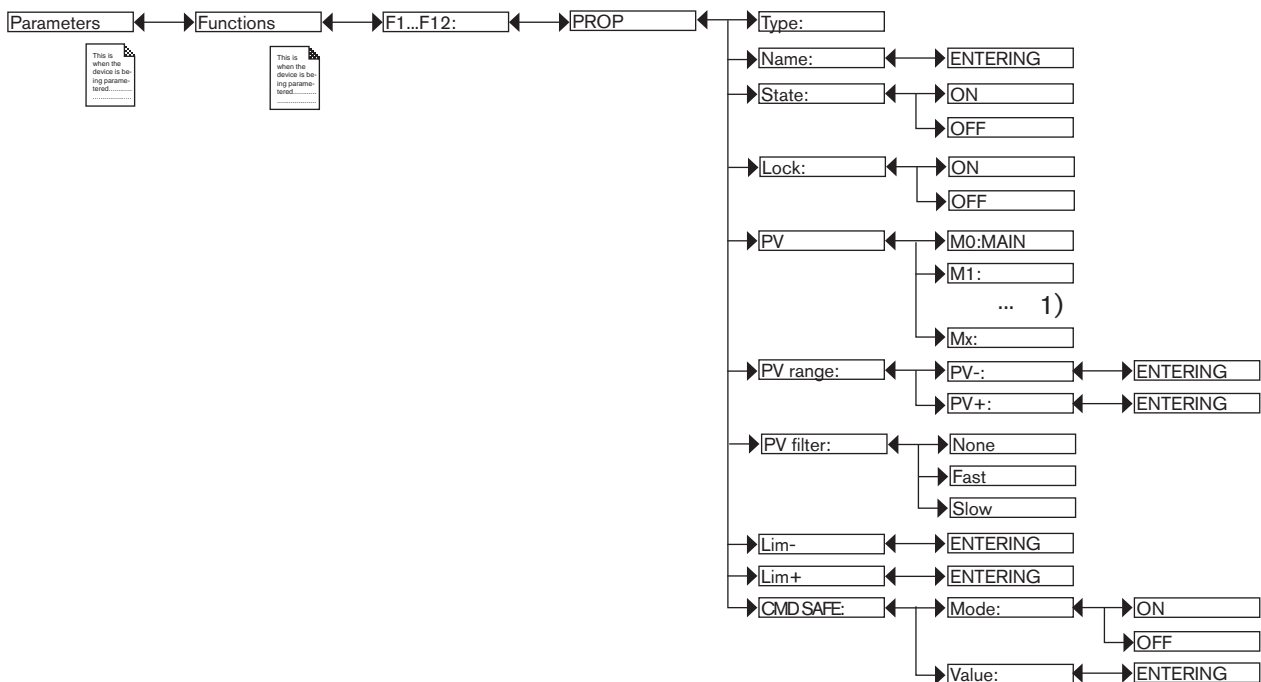 Parameters Functions F1...F12: PROP Type:
This is
when the
device is be-
ing parame-
tered...........
...................
This is
when the
device is be-
ing parame-
tered...........
...................
Name: ENTERING
State: ON
OFF
Lock: ON
OFF
PV M0:MAIN
M1:
... 1)
Mx:
PV range: PV-: ENTERING
PV+: ENTERING
PV filter: None
Fast
Slow
Lim- ENTERING
Lim+ ENTERING
CMD SAFE: Mode: ON
OFF
Value: ENTERING